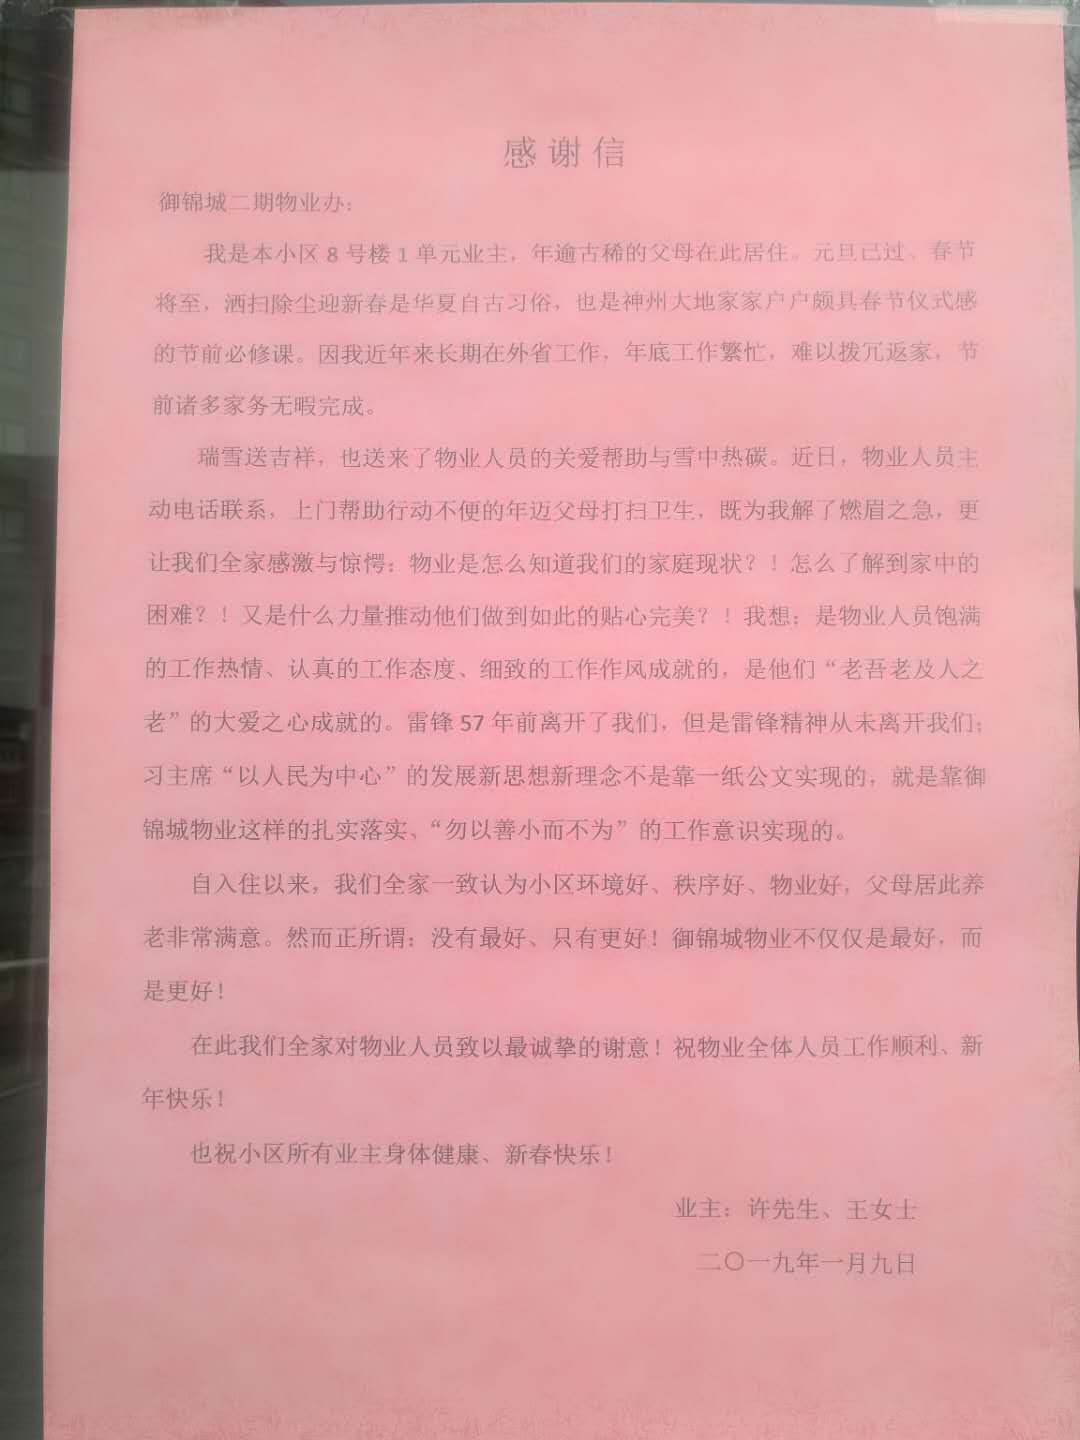 感谢信
御锦城二期物业办：
我是本小区 8 号楼 1 单元业主，年逾古稀的父母在此居住。元旦已过、春节
将至，洒扫除尘迎新春是华夏自古习俗，也是神州大地家家户户颇具春节仪式感
的节前必修课。因我近年来长期在外省工作，年底工作繁忙，难以拨冗返家，节
前诸多家务无暇完成。
瑞雪送吉祥，也送来了物业人员的关爱帮助与雪中热碳。近日，物业人员主
动电话联系，上门帮助行动不便的年迈父母打扫卫生，既为我解了燃眉之急，更
让我们全家感激与惊愕：物业是怎么知道我们的家庭现状？！怎么了解到家中的
困难？！又是什么力量推动他们做到如此的贴心完美？！我想：是物业人员饱满
的工作热情、认真的工作态度、细致的工作作风成就的，是他们“老吾老及人之
老”的大爱之心成就的。雷锋 57 年前离开了我们，但是雷锋精神从未离开我们；
习主席“以人民为中心”的发展新思想新理念不是靠一纸公文实现的，就是靠御
锦城物业这样的扎实落实、“勿以善小而不为”的工作意识实现的。
自入住以来，我们全家一致认为小区环境好、秩序好、物业好，父母居此养
老非常满意。然而正所谓：没有最好、只有更好！御锦城物业不仅仅是最好，而
是更好！
在此我们全家对物业人员致以最诚挚的谢意！祝物业全体人员工作顺利、新
年快乐！
也祝小区所有业主身体健康、新春快乐！
业主：许先生、王女士
二〇一九年一月九日